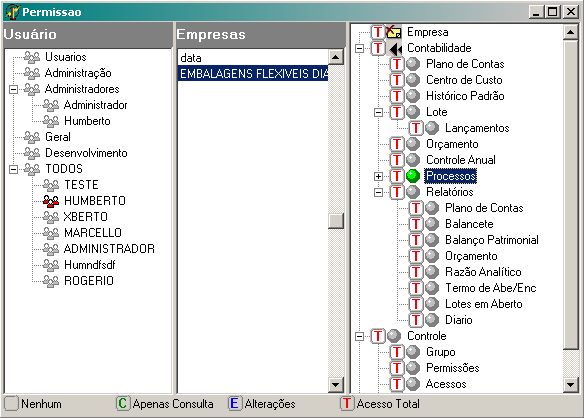 Permissao
Usuário
Usuarios
Administração
Administradores
Administrador
Humberto
Geral
Desenvolvimento
TODOS
TESTE
HUMBERTO
XBERTO
MARCELLO
ADMINISTRADOR
Humndfsdf
ROGERIO
Empresas
data
EMBALAGENS FLEXIVEIS DIA
T Empresa
T Contabilidade
T Plano de Contas
T Centro de Custo
T Histórico Padrão
T Lote
T Lançamentos
T Orçamento
T Controle Anual
T Processos
T Relatórios
T Plano de Contas
T Balancete
T Balanço Patrimonial
T Orçamento
T Razão Analítico
T Termo de Abe/Enc
T Lotes em Aberto
T Diario
T Controle
T Grupo
T Permissões
T Acessos
Nenhum
C Apenas Consulta
E Alterações
T Acesso Total